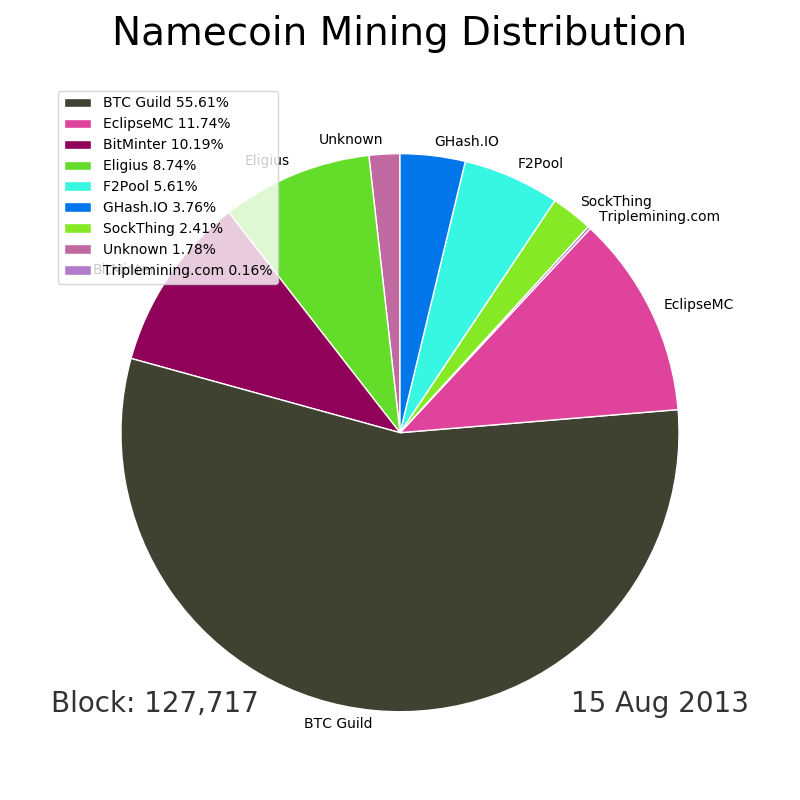 Namecoin Mining Distribution
BTC Guild 55.61%
EclipseMC 11.74%
BitMinter 10.19%
Eligius 8.74%
F2Pool 5.61%
GHash.IO 3.76%
SockThing 2.41%
Unknown 1.78%
Triplemining.com 0.16%
Unknown
GHash.IO
Eligius
F2Pool
SockThing
Triplemining.com
BitMinter
EclipseMC
Block: 127,717
15 Aug 2013
BTC Guild